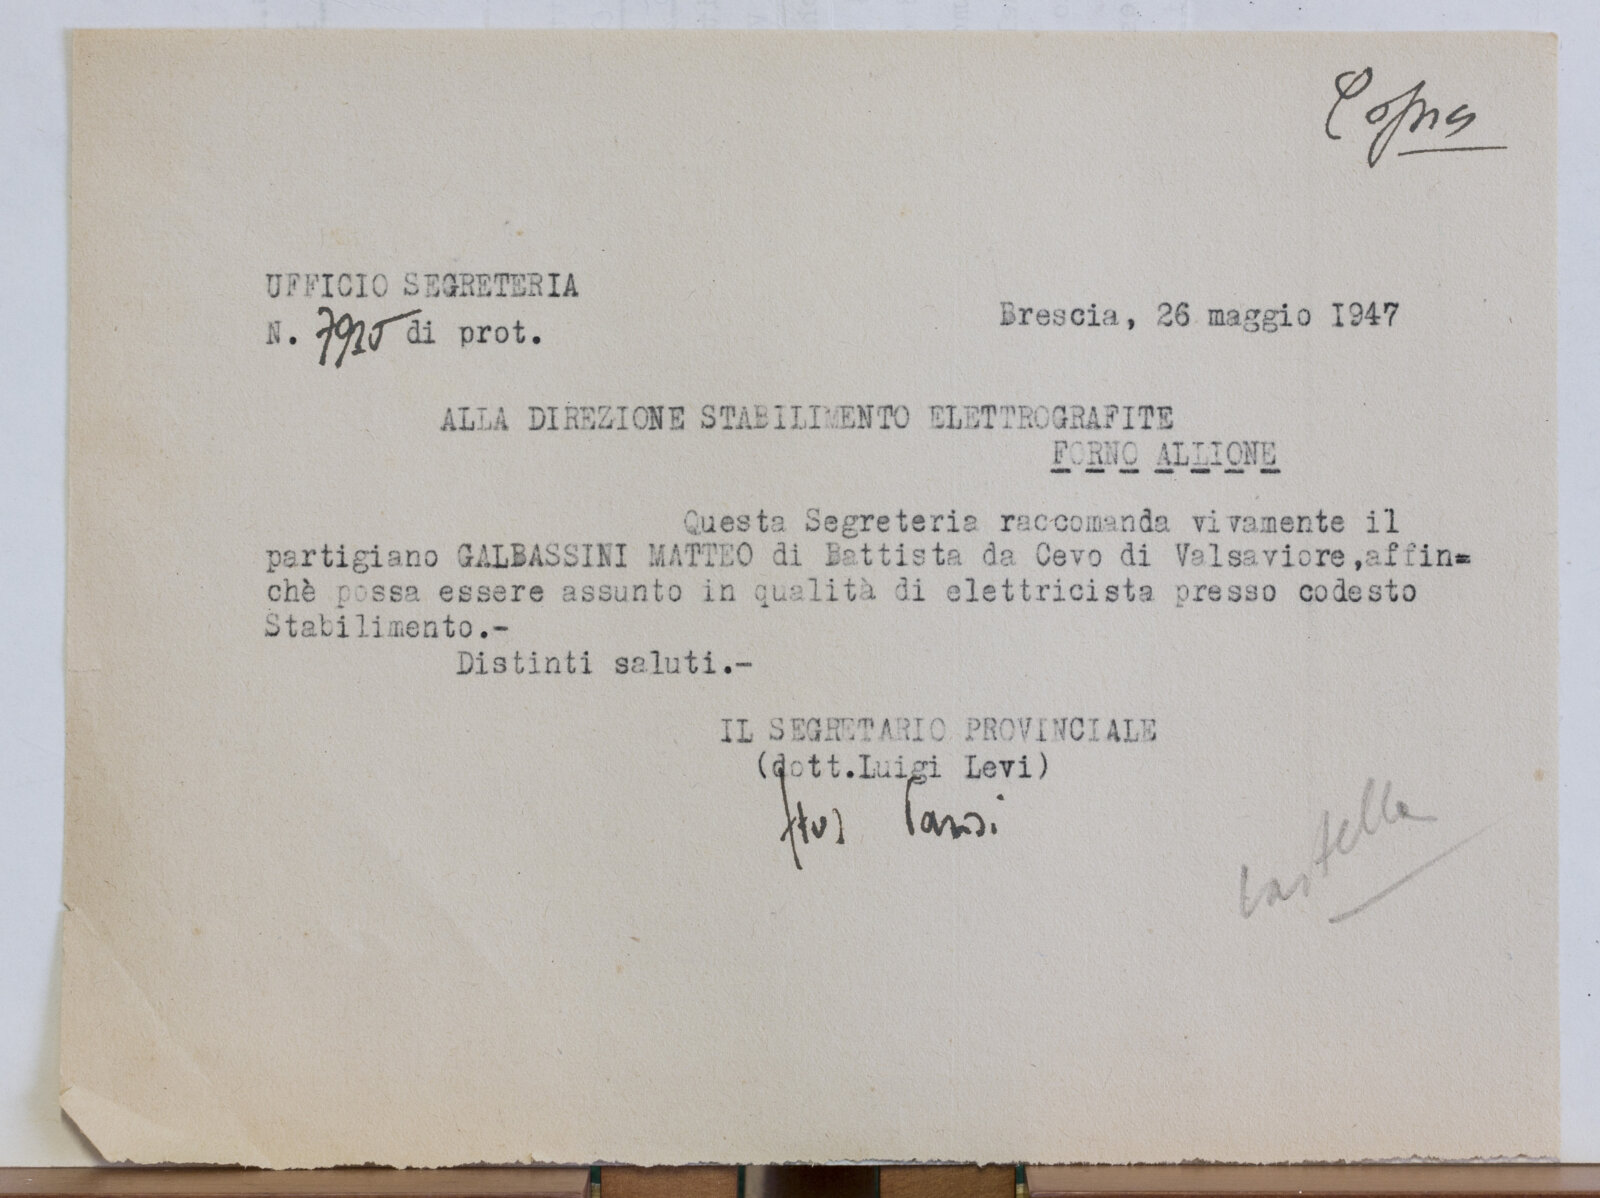 Copia
UFFICIO SEGRETERIA
Brescia, 26 maggio 1947
N. 7915 di prot.
ALLA DIREZIONE STABILIMENTO ELETTROGRAFITE
FORNO ALLIONE
Questa Segreteria raccomanda vivamente il
partigiano GALBASSINI MATTEO di Battista da Cevo di Valsaviore,affin=
chè possa essere assunto in qualità di elettricista presso codesto
Stabilimento.-
Distinti saluti.-
IL SEGRETARIO PROVINCIALE
(dott.Luigi Levi)